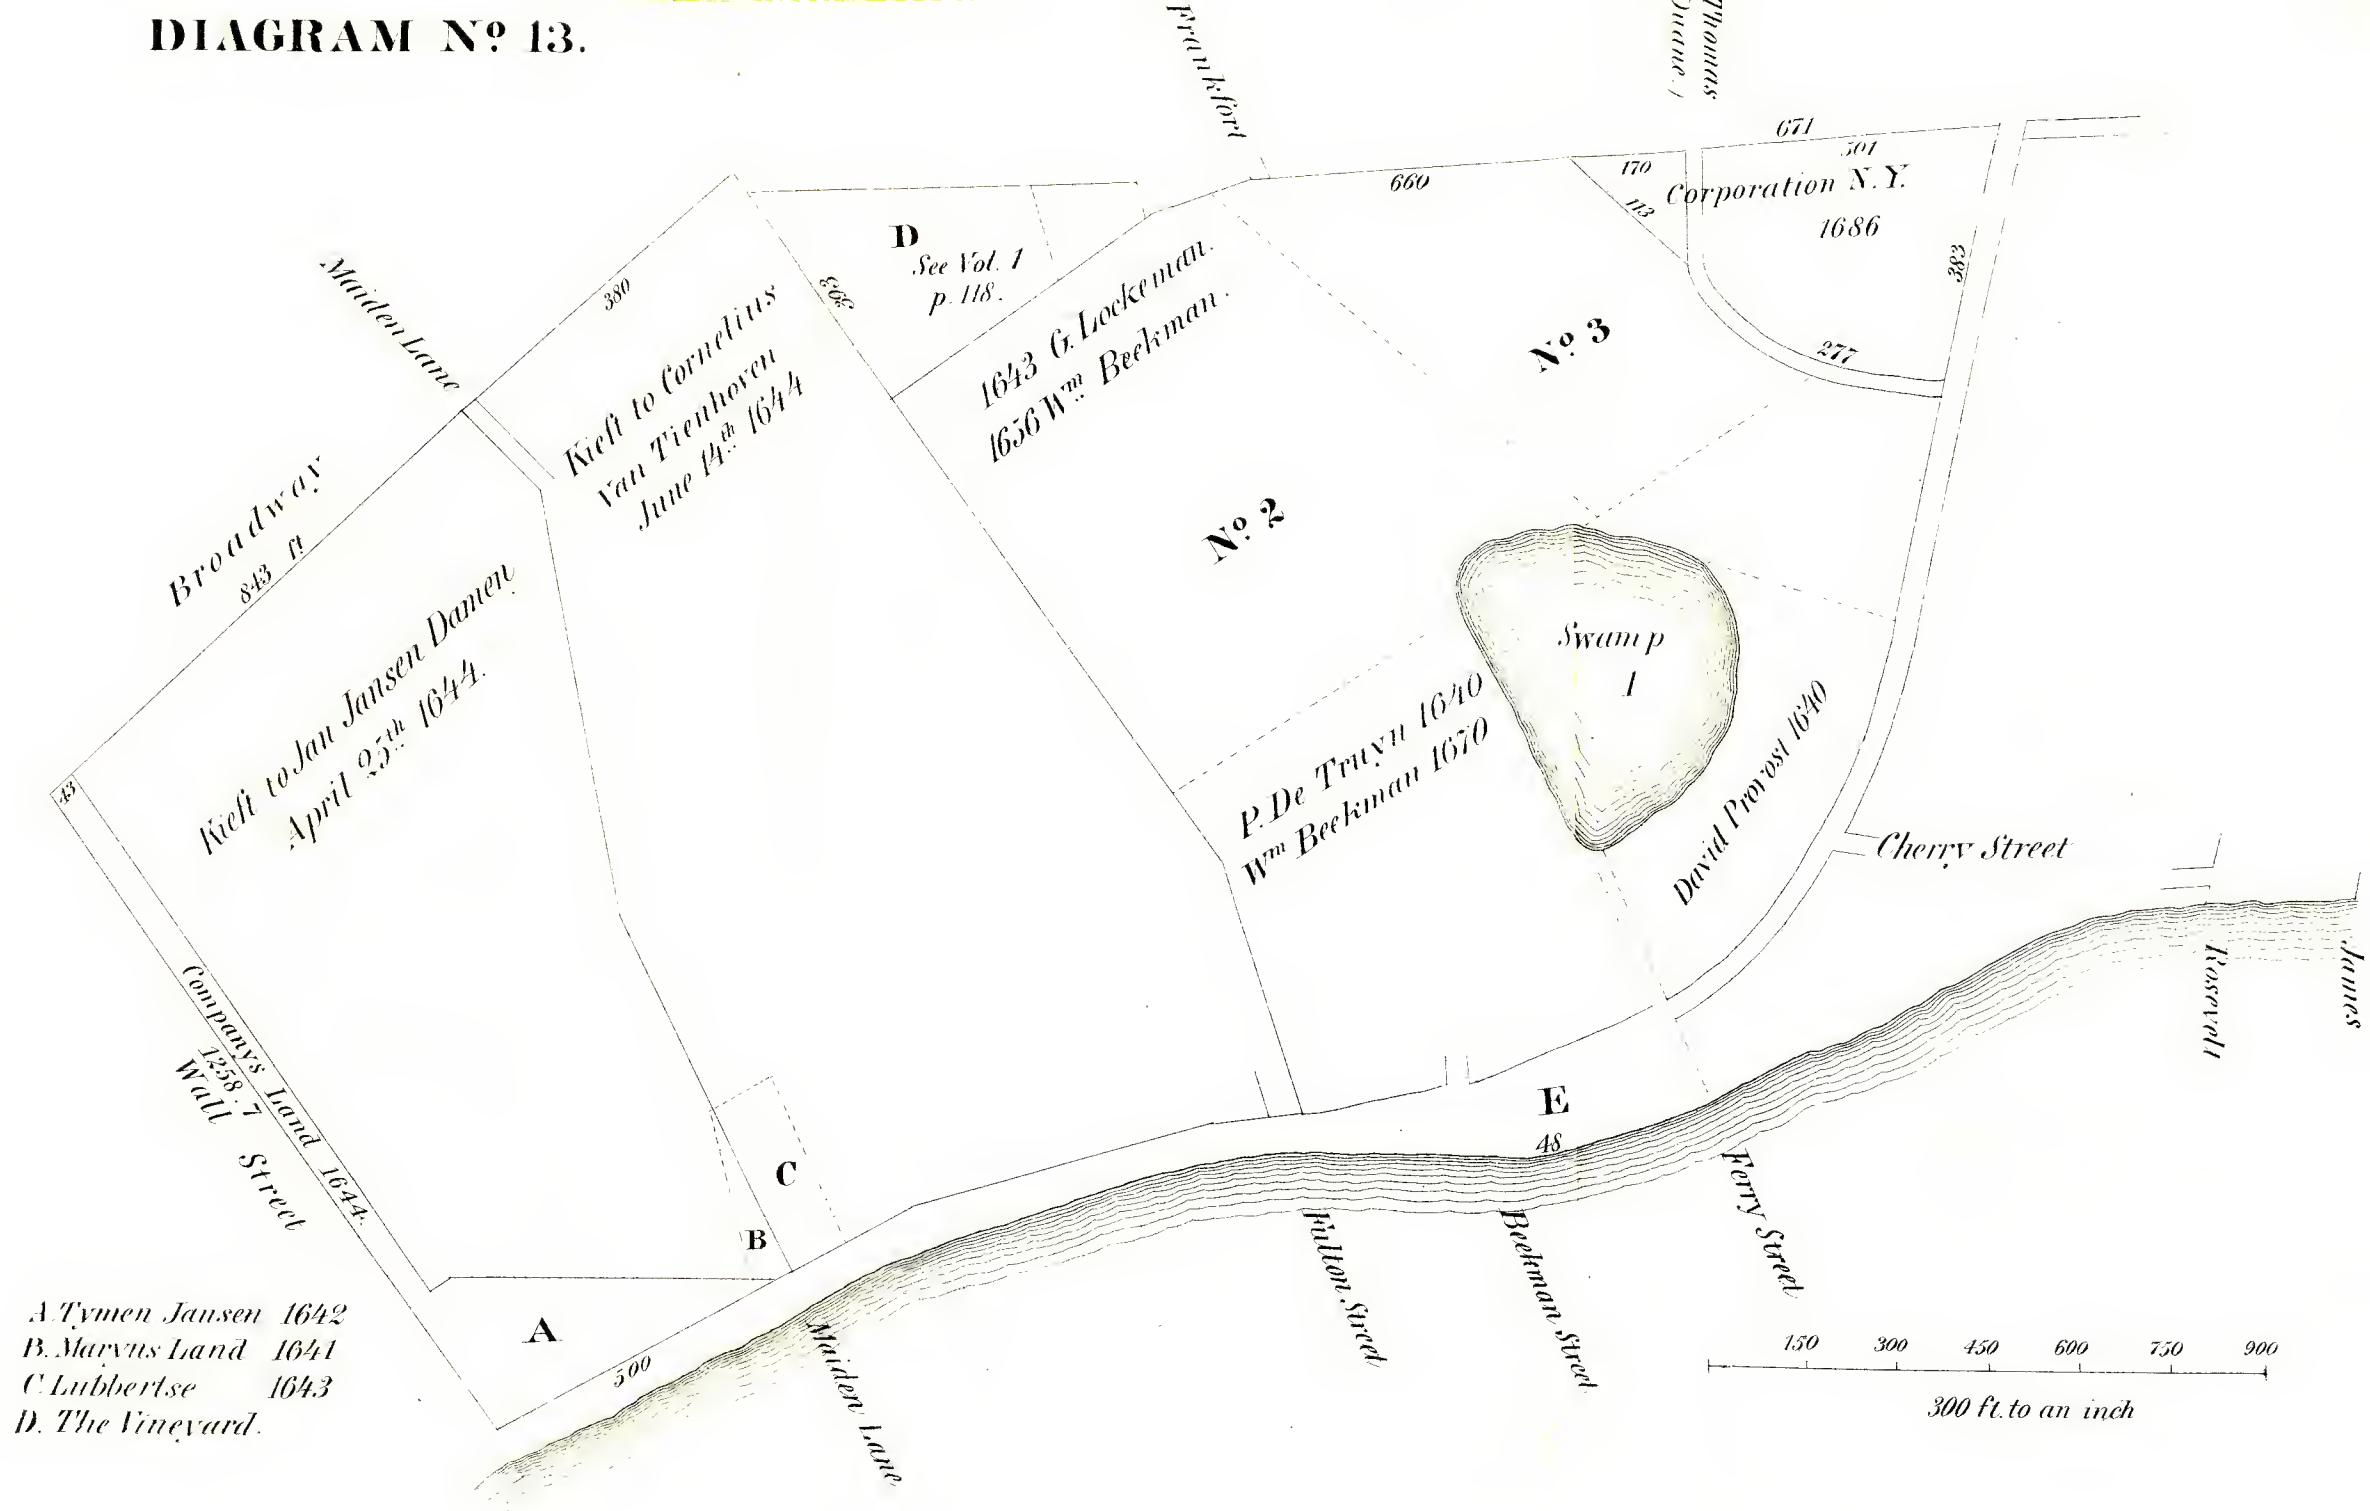 DIAGRAM Nº 13.
Frankfort
Thomas
Duane
671
501
170
113
660
Corporation N.Y.
1686
383
277
D
See Vol. 1
p. 118.
393
380
Maiden Lane
Kieft to Cornelius
Van Tienhoven
June 14th 1644
1643 G. Lockeman.
1656 Wm Beekman.
Nº 3
Nº 2
Broadway
843 ft
Kieft to Jan Jansen Damen
April 25th 1644.
Swamp
1
P. De Truyn 1640
Wm Beekman 1670
David Provost 1640
Cherry Street
43
Companys Land 1644.
1258.7
Wall Street
Rosevelt
James
E
48
C
B
A
500
Maiden Lane
Fulton Street
Beekman Street
Ferry Street
A. Tymen Jansen 1642
B. Maryns Land 1641
C. Lubbertse 1643
D. The Vineyard.
150 300 450 600 750 900
300 ft. to an inch